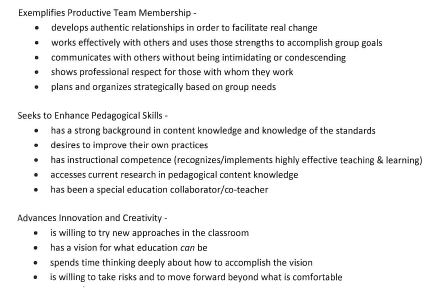 Exemplifies Productive Team Membership -
• develops authentic relationships in order to facilitate real change
• works effectively with others and uses those strengths to accomplish group goals
• communicates with others without being intimidating or condescending
• shows professional respect for those with whom they work
• plans and organizes strategically based on group needs
Seeks to Enhance Pedagogical Skills -
• has a strong background in content knowledge and knowledge of the standards
• desires to improve their own practices
• has instructional competence (recognizes/implements highly effective teaching & learning)
• accesses current research in pedagogical content knowledge
• has been a special education collaborator/co-teacher
Advances Innovation and Creativity -
• is willing to try new approaches in the classroom
• has a vision for what education can be
• spends time thinking deeply about how to accomplish the vision
• is willing to take risks and to move forward beyond what is comfortable